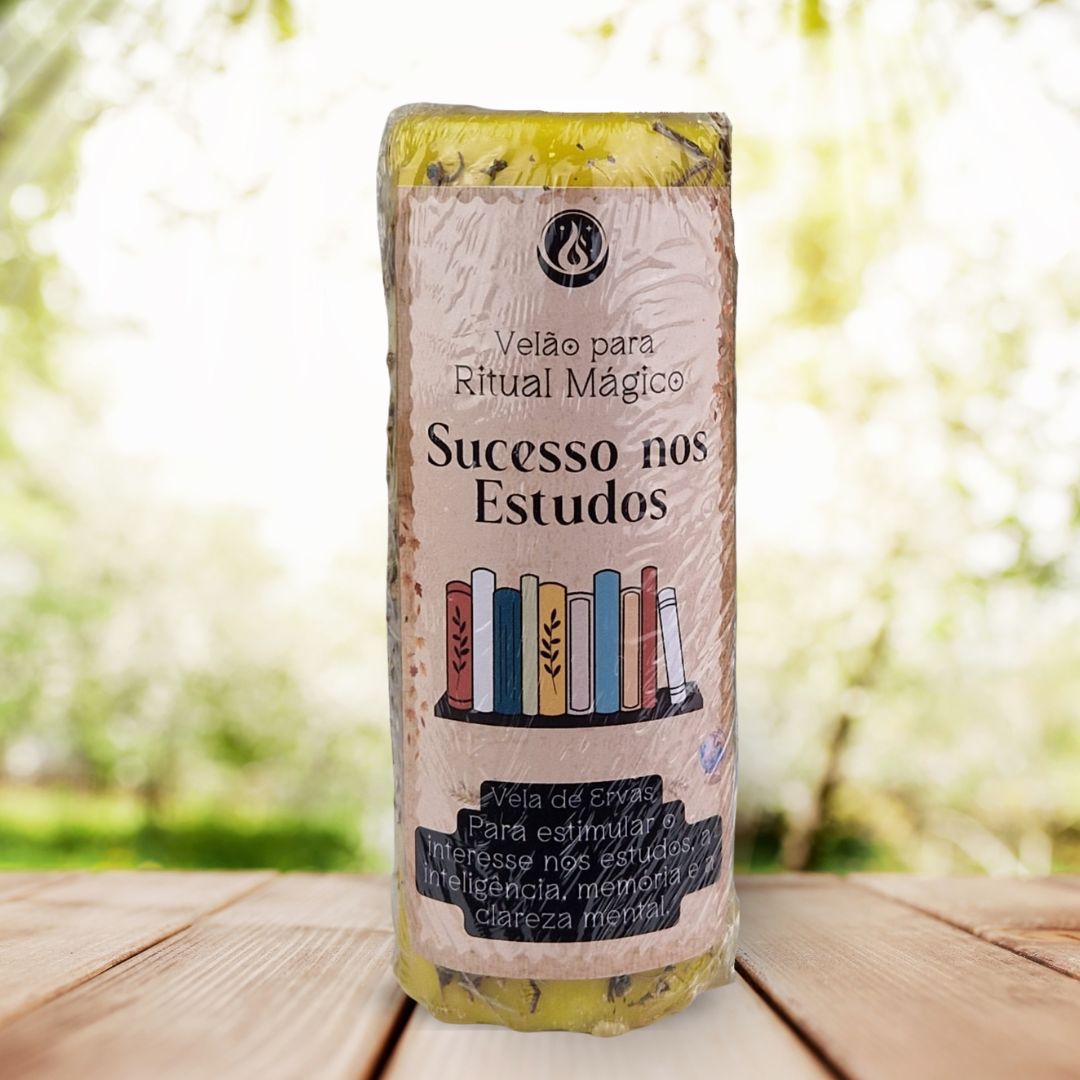 Velão para
Ritual Mágico
Sucesso nos
Estudos
Vela de Ervas
Para estimular o
interesse nos estudos, a
inteligência, memória e a
clareza mental.